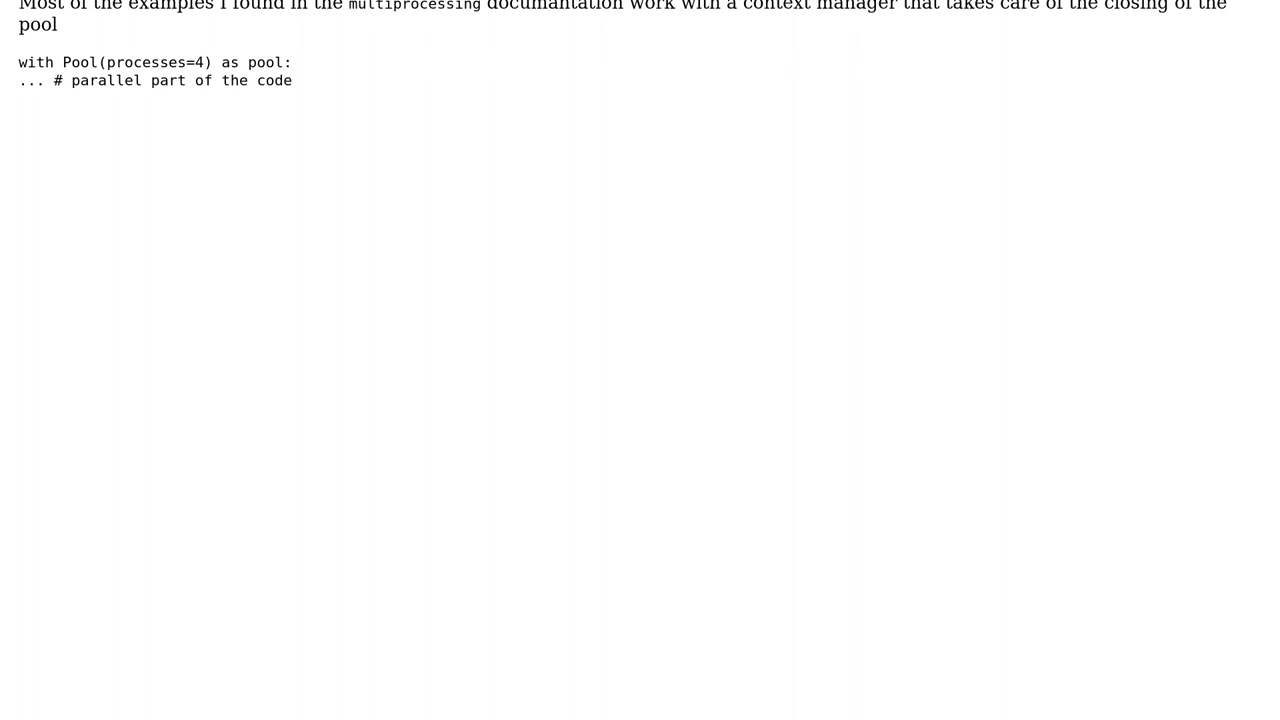 Most of the examples I found in the multiprocessing documantation work with a context manager that takes care of the closing of the
pool
with Pool(processes=4) as pool:
... # parallel part of the code